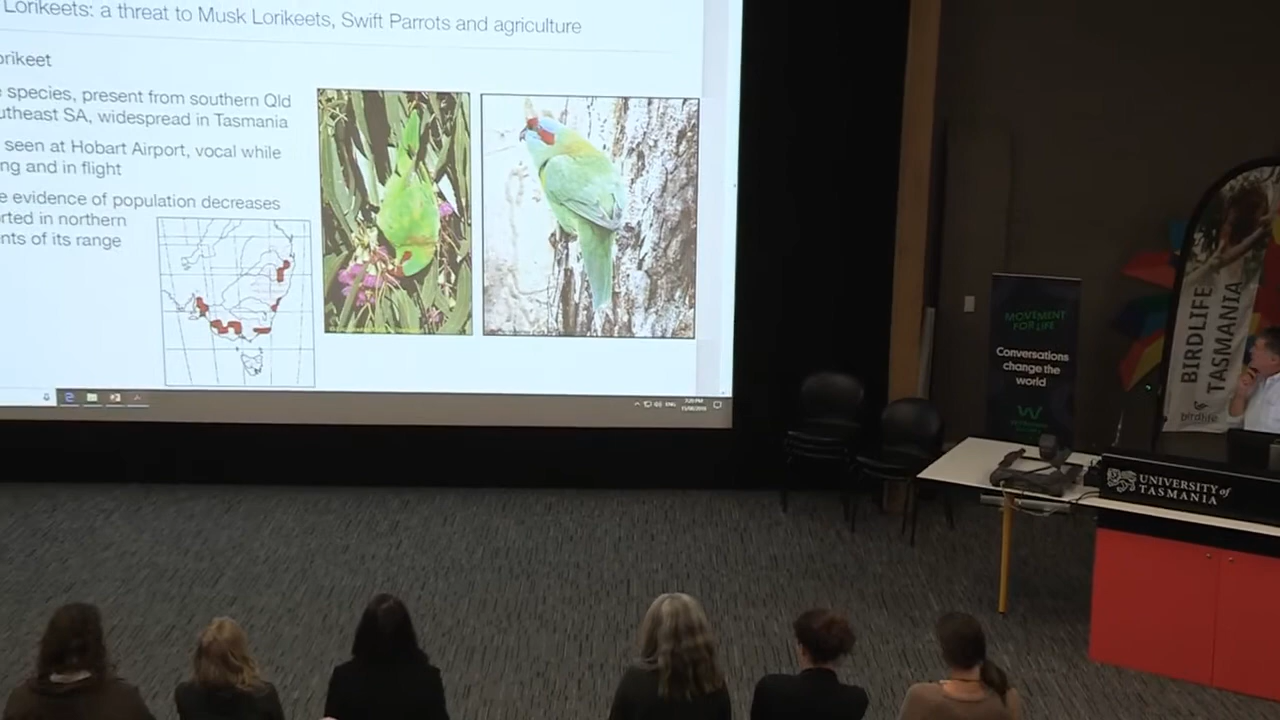 Lorikeets: a threat to Musk Lorikeets, Swift Parrots and agriculture
orikeet
species, present from southern Qld
utheast SA, widespread in Tasmania
seen at Hobart Airport, vocal while
ng and in flight
e evidence of population decreases
rted in northern
nts of its range
ENG
MOVEMENT
FOR LIFE
Conversations
change the
world
BIRDLIFE
TASMANIA
birdlife
UNIVERSITY of
TASMANIA